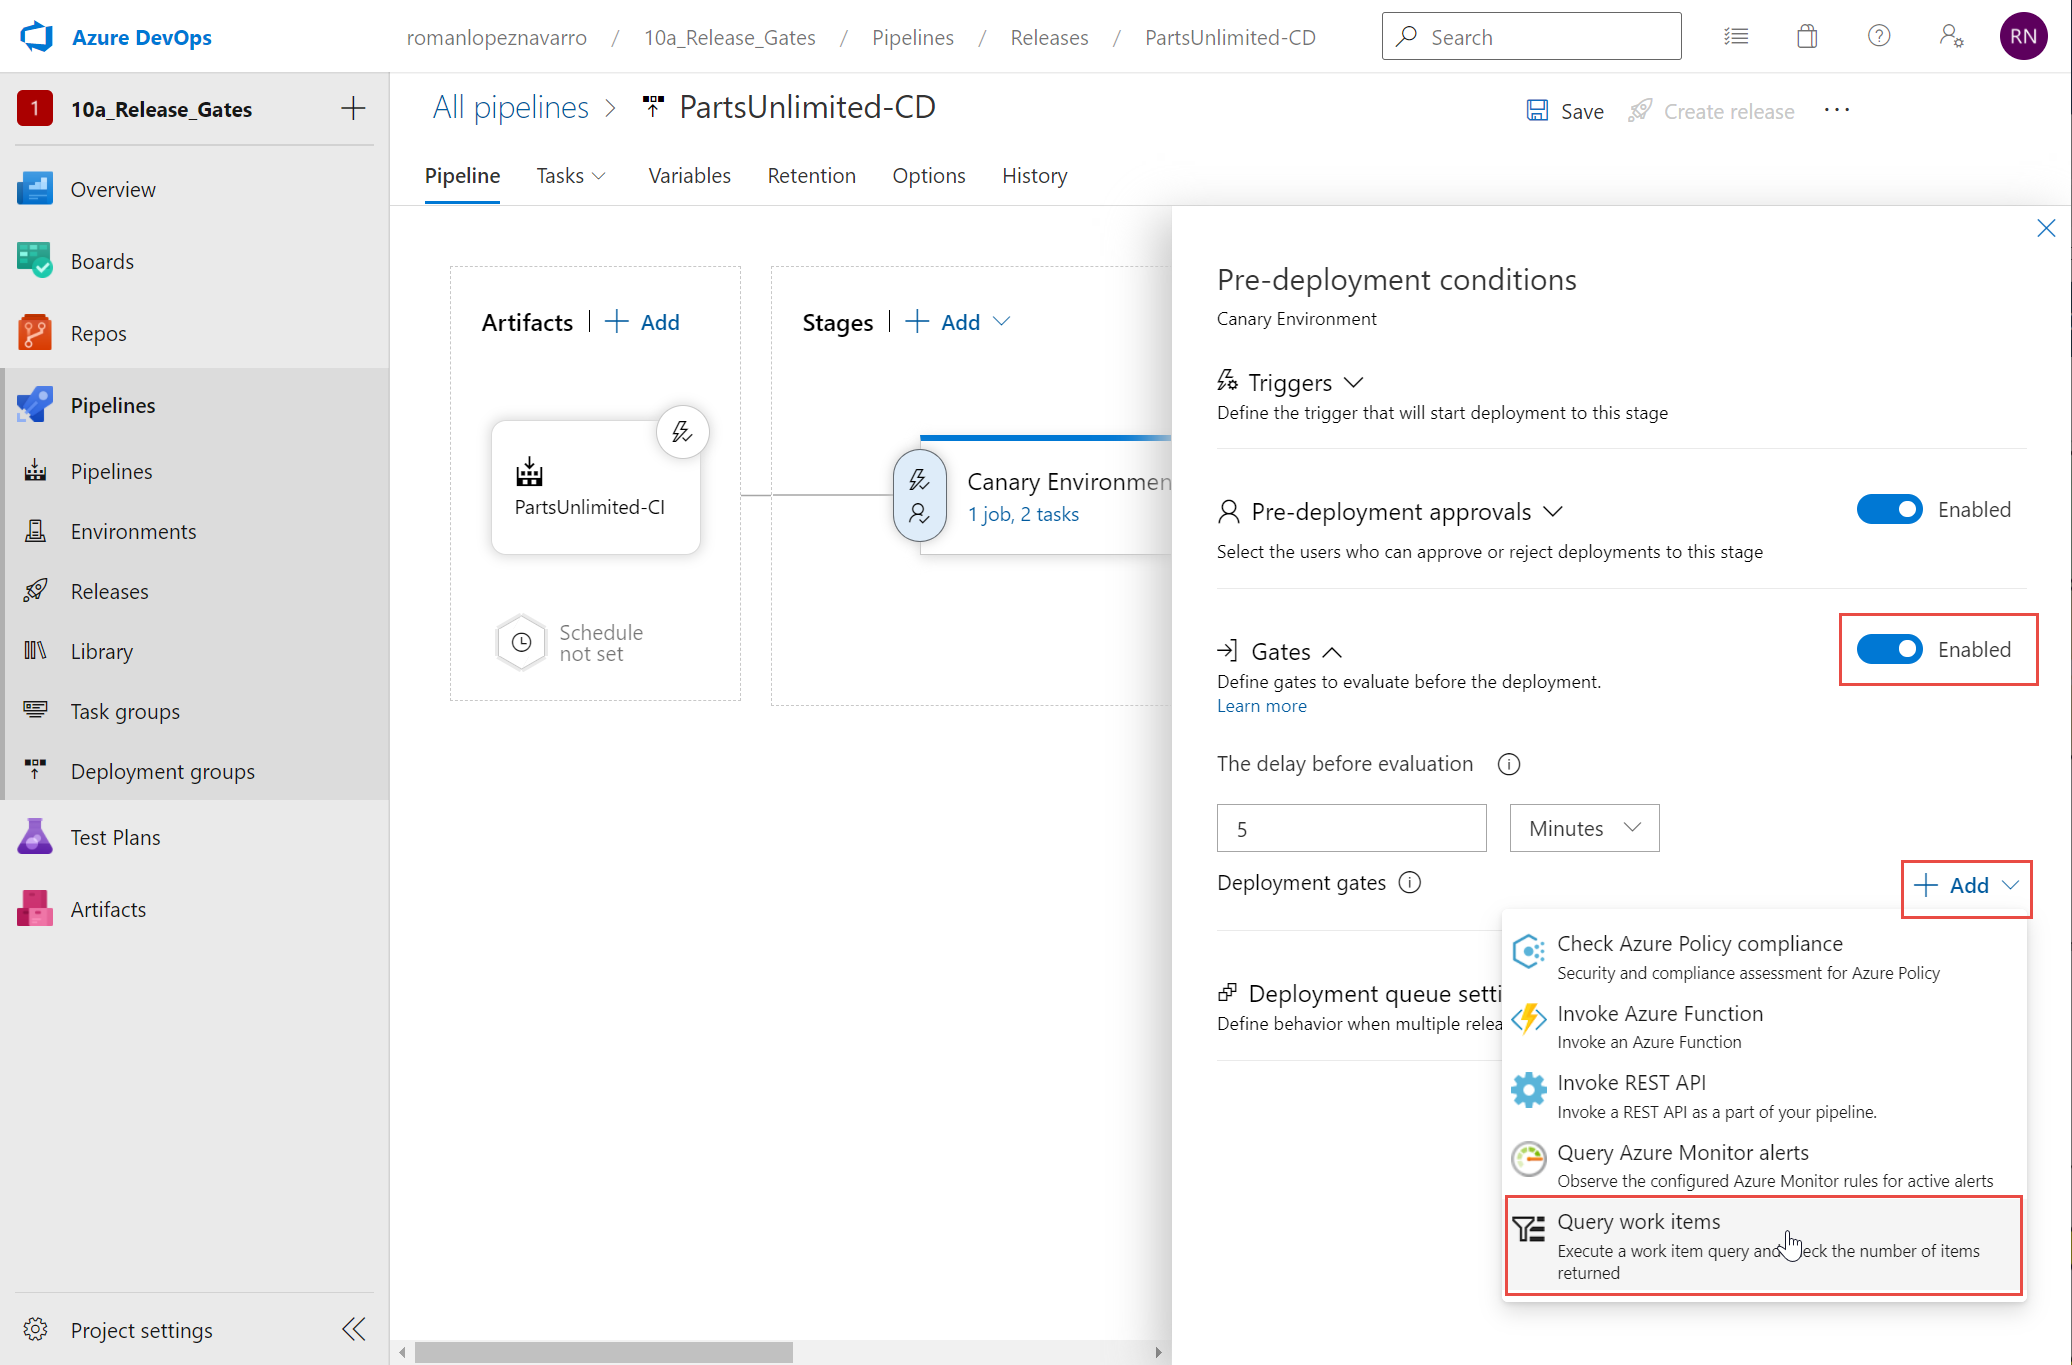 Azure DevOps
romanlopeznavarro / 10a_Release_Gates / Pipelines / Releases / PartsUnlimited-CD
Search
RN
1 10a_Release_Gates
Overview
Boards
Repos
Pipelines
Pipelines
Environments
Releases
Library
Task groups
Deployment groups
Test Plans
Artifacts
Project settings
All pipelines > PartsUnlimited-CD
Save
Create release
...
Pipeline Tasks Variables Retention Options History
Artifacts | + Add
Stages | + Add
PartsUnlimited-CI
Schedule
not set
Canary Environmen
1 job, 2 tasks
Pre-deployment conditions
Canary Environment
Triggers
Define the trigger that will start deployment to this stage
Pre-deployment approvals
Enabled
Select the users who can approve or reject deployments to this stage
Gates
Enabled
Define gates to evaluate before the deployment.
Learn more
The delay before evaluation
5
Minutes
Deployment gates
+ Add
Check Azure Policy compliance
Security and compliance assessment for Azure Policy
Invoke Azure Function
Invoke an Azure Function
Invoke REST API
Invoke a REST API as a part of your pipeline.
Query Azure Monitor alerts
Observe the configured Azure Monitor rules for active alerts
Query work items
Execute a work item query and eck the number of items
returned
Deployment queue setti
Define behavior when multiple relea